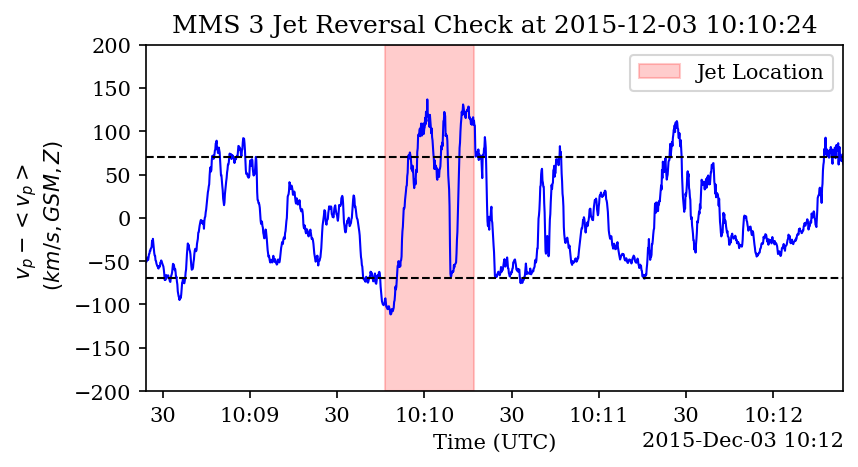 MMS 3 Jet Reversal Check at 2015-12-03 10:10:24
200
150
100
50
0
−50
−100
−150
−200
v_p − < v_p >
(km/s, GSM, Z)
Jet Location
30 10:09 30 10:10 30 10:11 30 10:12
Time (UTC)
2015-Dec-03 10:12